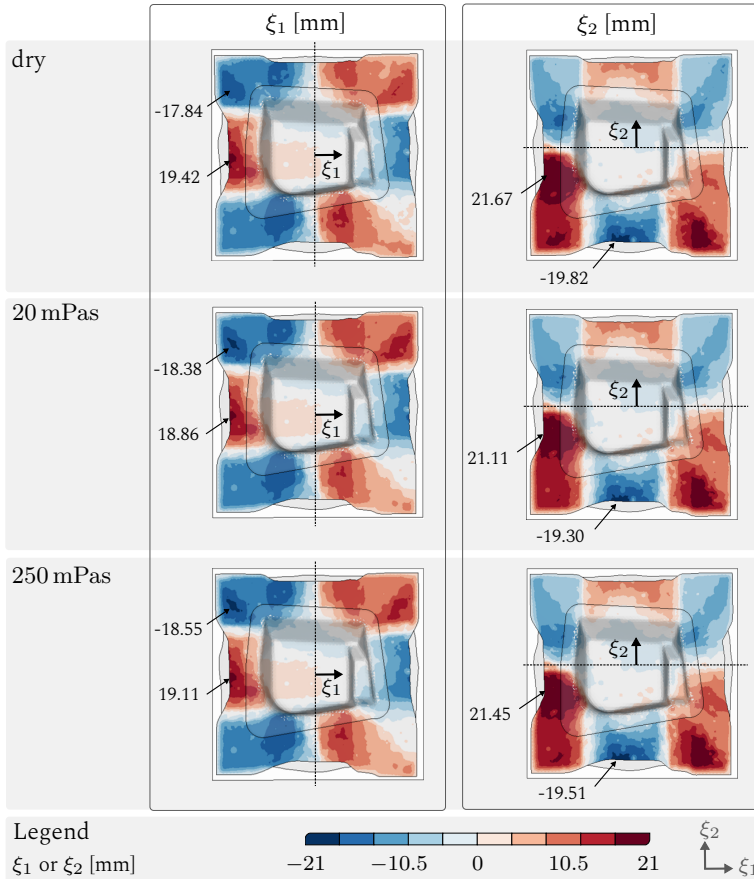 ξ1 [mm]
ξ2 [mm]
dry
-17.84
19.42
ξ1
ξ2
21.67
-19.82
20 mPas
-18.38
18.86
ξ1
ξ2
21.11
-19.30
250 mPas
-18.55
19.11
ξ1
ξ2
21.45
-19.51
Legend
ξ1 or ξ2 [mm]
−21 −10.5 0 10.5 21
ξ2
ξ1